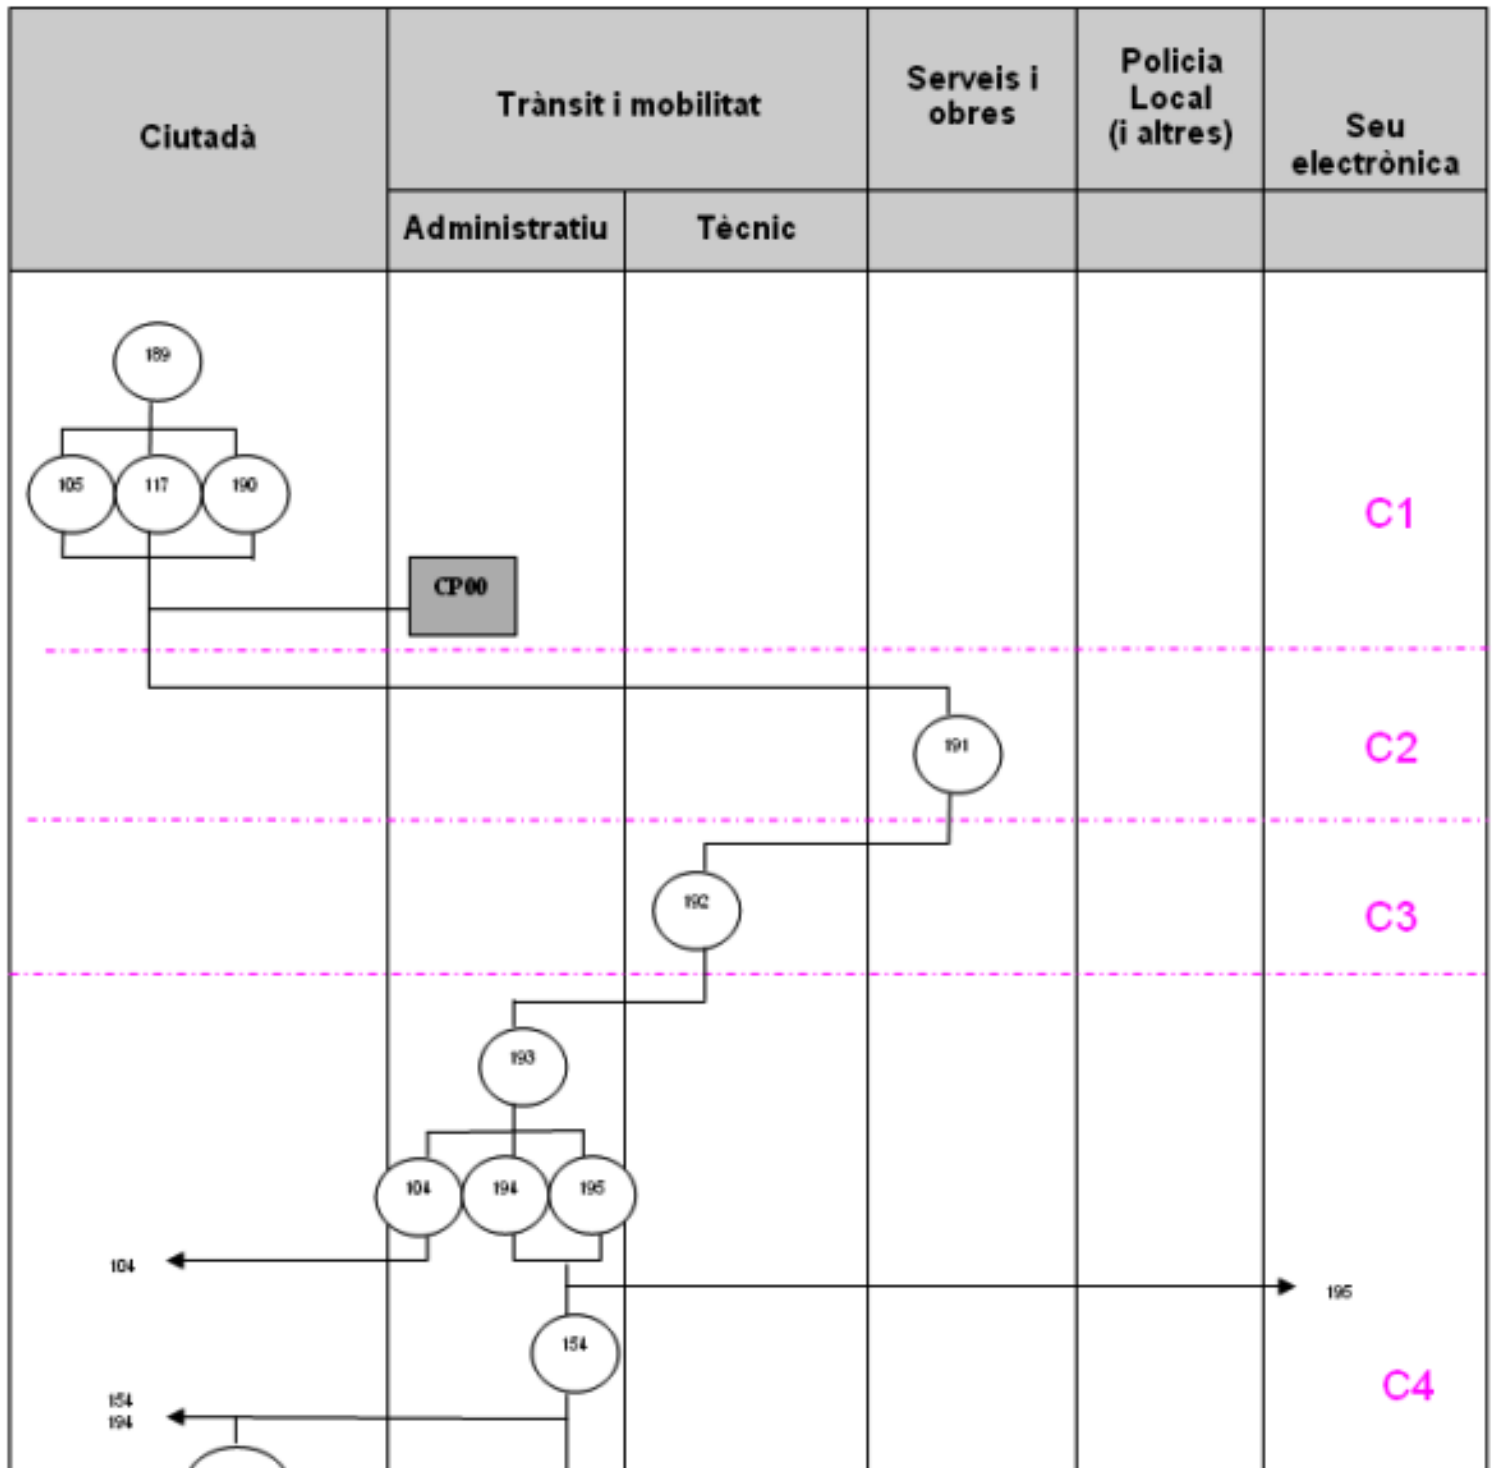 Ciutadà
Trànsit i mobilitat
Serveis i
obres
Policia
Local
(i altres)
Seu
electrònica
Administratiu
Tècnic
189
105
117
190
C1
CP00
191
C2
192
C3
193
104
194
195
104
195
154
C4
154
194